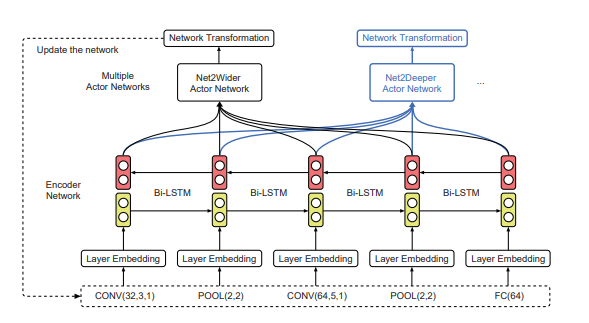 Network Transformation
Network Transformation
Update the network
Multiple
Actor Networks
Net2Wider
Actor Network
Net2Deeper
Actor Network
...
Encoder
Network
Bi-LSTM
Bi-LSTM
Bi-LSTM
Bi-LSTM
Layer Embedding
Layer Embedding
Layer Embedding
Layer Embedding
Layer Embedding
CONV(32,3,1)
POOL(2,2)
CONV(64,5,1)
POOL(2,2)
FC(64)